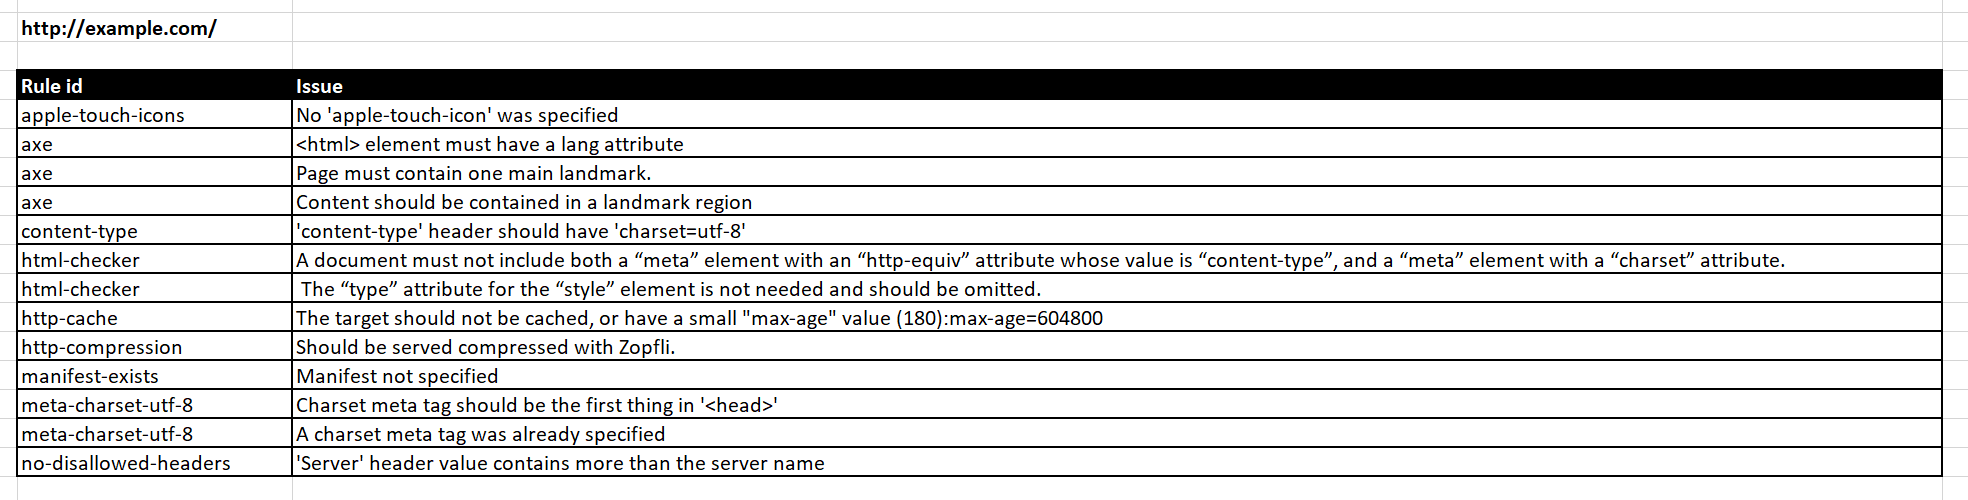 http://example.com/
Rule id Issue
apple-touch-icons No 'apple-touch-icon' was specified
axe <html> element must have a lang attribute
axe Page must contain one main landmark.
axe Content should be contained in a landmark region
content-type 'content-type' header should have 'charset=utf-8'
html-checker A document must not include both a “meta” element with an “http-equiv” attribute whose value is “content-type”, and a “meta” element with a “charset” attribute.
html-checker The “type” attribute for the “style” element is not needed and should be omitted.
http-cache The target should not be cached, or have a small "max-age" value (180):max-age=604800
http-compression Should be served compressed with Zopfli.
manifest-exists Manifest not specified
meta-charset-utf-8 Charset meta tag should be the first thing in '<head>'
meta-charset-utf-8 A charset meta tag was already specified
no-disallowed-headers 'Server' header value contains more than the server name